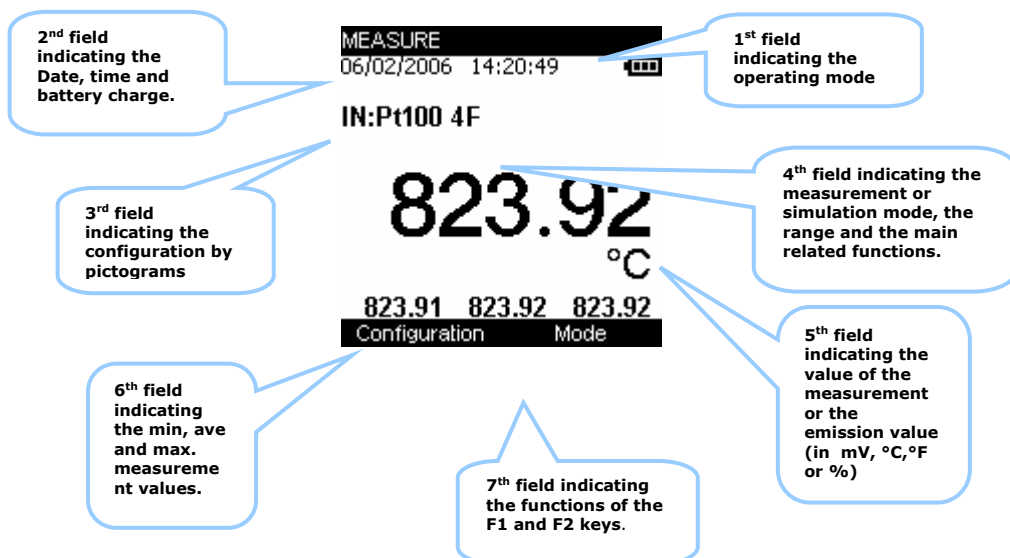 2nd field
indicating the
Date, time and
battery charge.
MEASURE
06/02/2006 14:20:49
1st field
indicating the
operating mode
IN:Pt100 4F
3rd field
indicating the
configuration by
pictograms
823.92
°C
4th field indicating the
measurement or
simulation mode, the
range and the main
related functions.
823.91 823.92 823.92
Configuration Mode
5th field
indicating the
value of the
measurement
or the
emission value
(in mV, °C,°F
or %)
6th field
indicating
the min, ave
and max.
measureme
nt values.
7th field indicating
the functions of the
F1 and F2 keys.